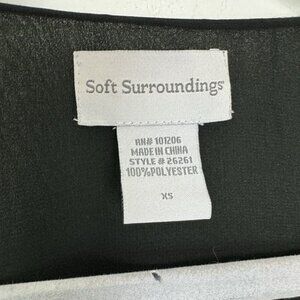 Soft Surroundings®
RN# 101206
MADE IN CHINA
STYLE # 26261
100%POLYESTER
XS